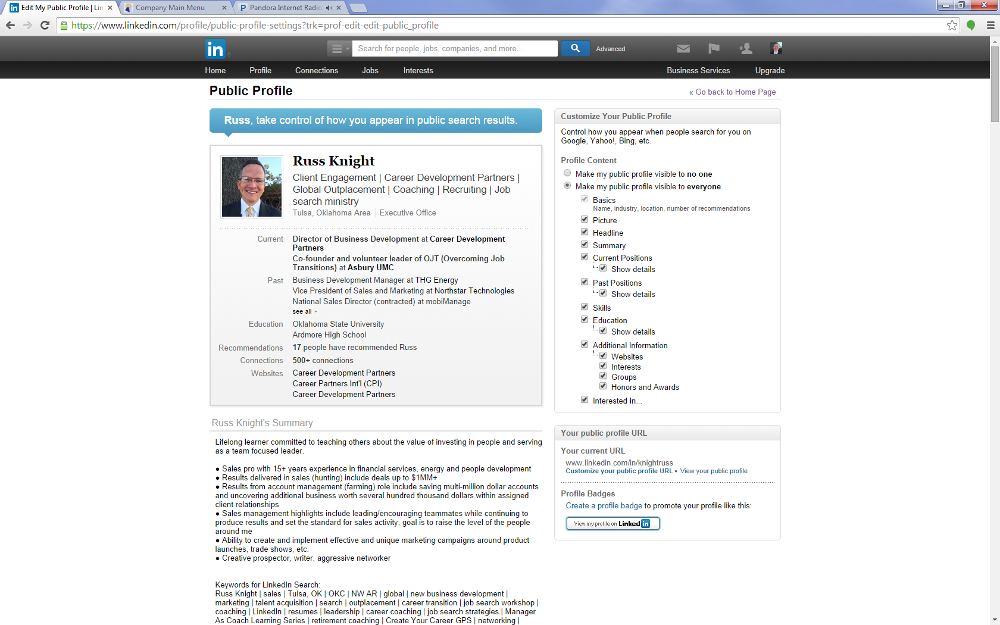 Edit My Public Profile | Lin
Company Main Menu
Pandora Internet Radio
https://www.linkedin.com/profile/public-profile-settings?trk=prof-edit-edit-public_profile
in
Search for people, jobs, companies, and more...
Advanced
Home Profile Connections Jobs Interests Business Services Upgrade
Public Profile
« Go back to Home Page
Russ, take control of how you appear in public search results.
Russ Knight
Client Engagement | Career Development Partners |
Global Outplacement | Coaching | Recruiting | Job
search ministry
Tulsa, Oklahoma Area | Executive Office
Current Director of Business Development at Career Development
Partners
Co-founder and volunteer leader of OJT (Overcoming Job
Transitions) at Asbury UMC
Past Business Development Manager at THG Energy
Vice President of Sales and Marketing at Northstar Technologies
National Sales Director (contracted) at mobiManage
see all
Education Oklahoma State University
Ardmore High School
Recommendations 17 people have recommended Russ
Connections 500+ connections
Websites Career Development Partners
Career Partners Int'l (CPI)
Career Development Partners
Russ Knight's Summary
Lifelong learner committed to teaching others about the value of investing in people and serving
as a team focused leader.
● Sales pro with 15+ years experience in financial services, energy and people development
● Results delivered in sales (hunting) include deals up to $1MM+
● Results from account management (farming) role include saving multi-million dollar accounts
and uncovering additional business worth several hundred thousand dollars within assigned
client relationships
● Sales management highlights include leading/encouraging teammates while continuing to
produce results and set the standard for sales activity; goal is to raise the level of the people
around me
● Ability to create and implement effective and unique marketing campaigns around product
launches, trade shows, etc.
● Creative prospector, writer, aggressive networker
Keywords for LinkedIn Search:
Russ Knight | sales | Tulsa, OK | OKC | NW AR | global | new business development |
marketing | talent acquisition | search | outplacement | career transition | job search workshop |
coaching | LinkedIn | resumes | leadership | career coaching | job search strategies | Manager
As Coach Learning Series | retirement coaching | Create Your Career GPS | networking |
Customize Your Public Profile
Control how you appear when people search for you on
Google, Yahoo!, Bing, etc.
Profile Content
Make my public profile visible to no one
Make my public profile visible to everyone
Basics
Name, industry, location, number of recommendations
Picture
Headline
Summary
Current Positions
Show details
Past Positions
Show details
Skills
Education
Show details
Additional Information
Websites
Interests
Groups
Honors and Awards
Interested In...
Your public profile URL
Your current URL
www.linkedin.com/in/knightruss
Customize your public profile URL • View your public profile
Profile Badges
Create a profile badge to promote your profile like this:
View my profile on Linked in